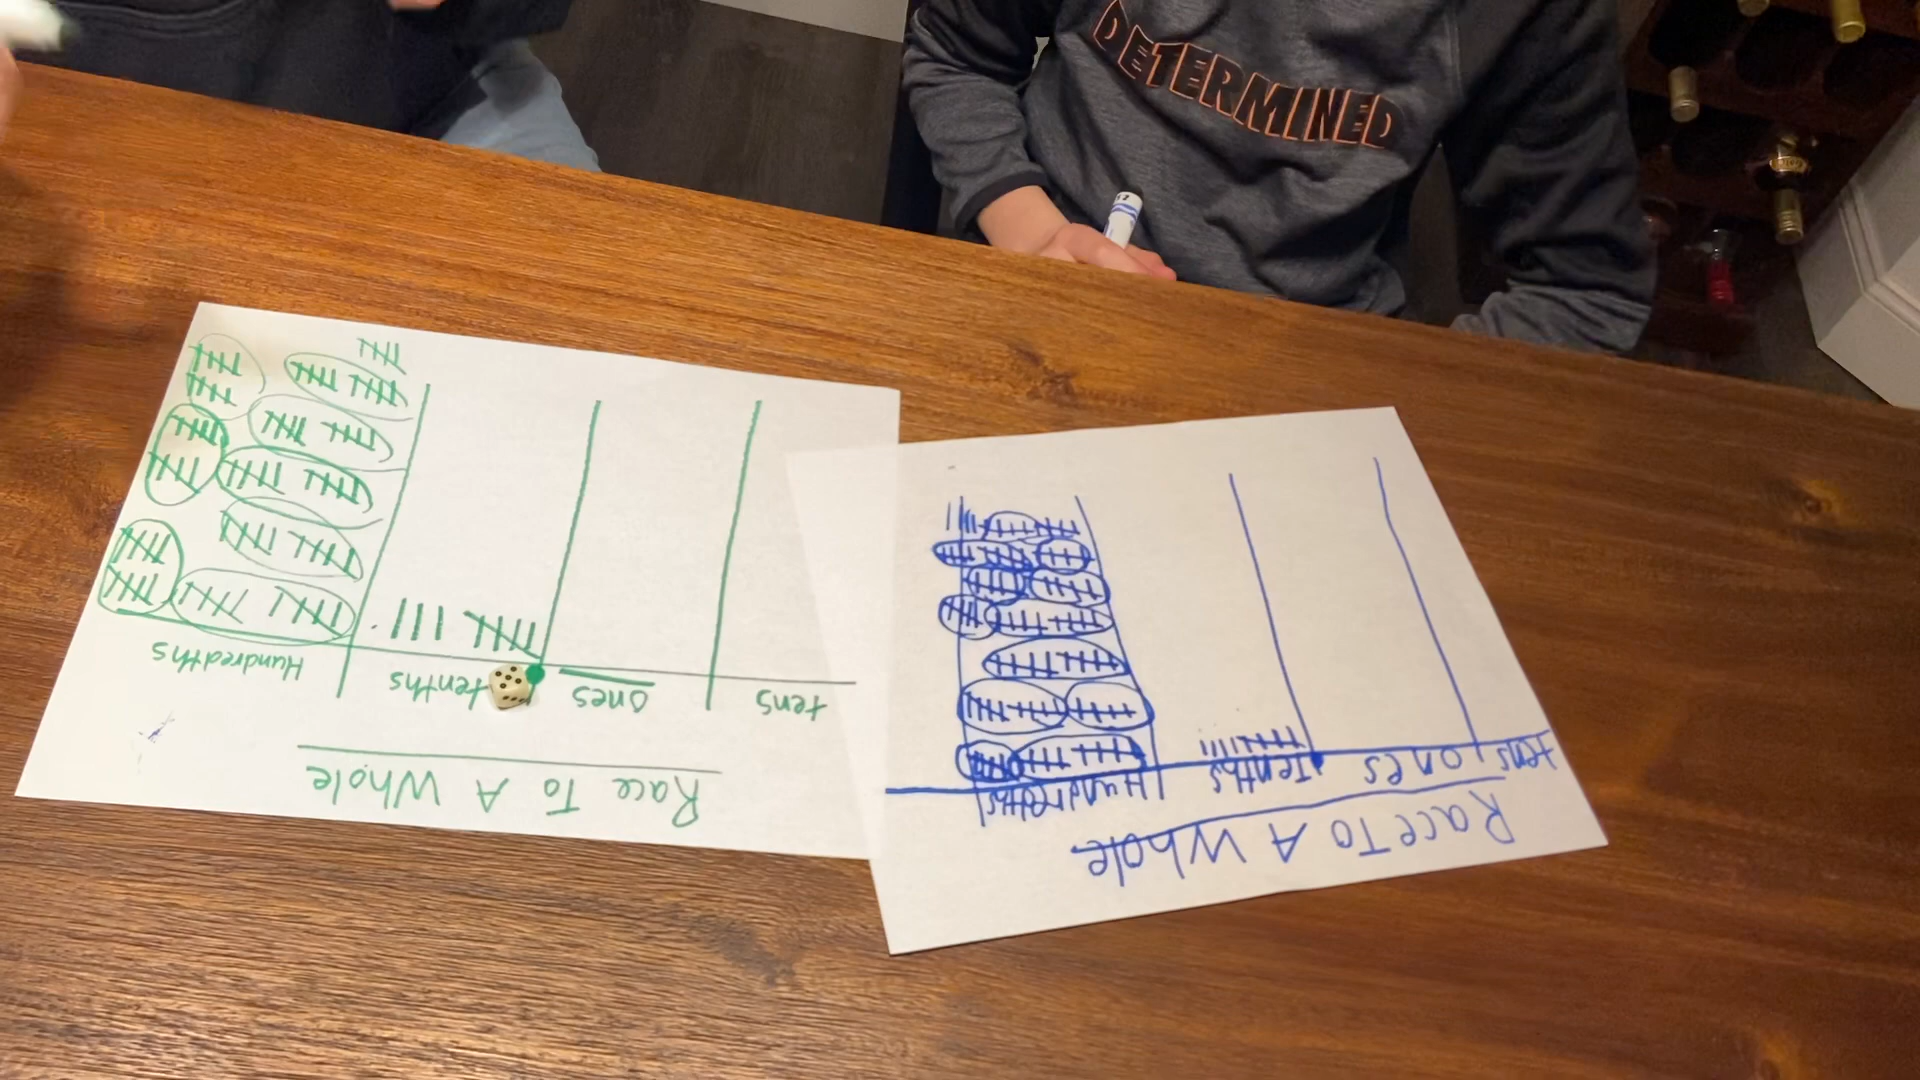 DETERMINED
Race To A Whole
tens ones tenths Hundredths
Race To A Whole
tens ones Tenths Hundredths